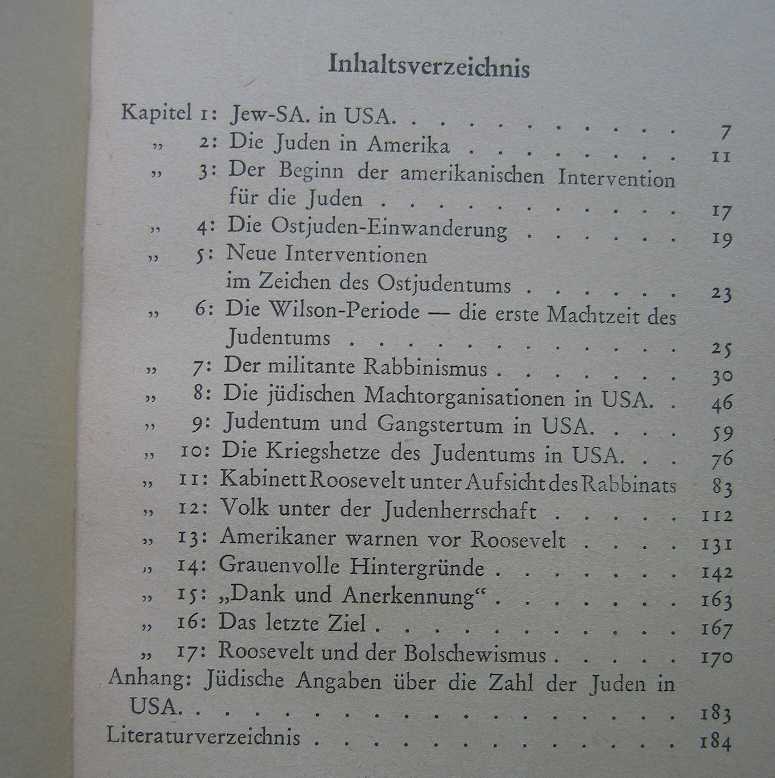 Inhaltsverzeichnis
Kapitel 1: Jew-SA. in USA. . . . . . . . . . . 7
„ 2: Die Juden in Amerika . . . . . . . . 11
„ 3: Der Beginn der amerikanischen Intervention
für die Juden . . . . . . . . . . . 17
„ 4: Die Ostjuden-Einwanderung . . . . . . 19
„ 5: Neue Interventionen
im Zeichen des Ostjudentums . . . . . . 23
„ 6: Die Wilson-Periode — die erste Machtzeit des
Judentums . . . . . . . . . . . . 25
„ 7: Der militante Rabbinismus . . . . . . . 30
„ 8: Die jüdischen Machtorganisationen in USA. . 46
„ 9: Judentum und Gangstertum in USA. . . . 59
„ 10: Die Kriegshetze des Judentums in USA. . . 76
„ 11: Kabinett Roosevelt unter Aufsicht des Rabbinats 83
„ 12: Volk unter der Judenherrschaft . . . . . 112
„ 13: Amerikaner warnen vor Roosevelt . . . . 131
„ 14: Grauenvolle Hintergründe . . . . . . . 142
„ 15: „Dank und Anerkennung“ . . . . . . . 163
„ 16: Das letzte Ziel . . . . . . . . . . . 167
„ 17: Roosevelt und der Bolschewismus . . . . . 170
Anhang: Jüdische Angaben über die Zahl der Juden in
USA. . . . . . . . . . . . . . . . . . 183
Literaturverzeichnis . . . . . . . . . . . . . 184